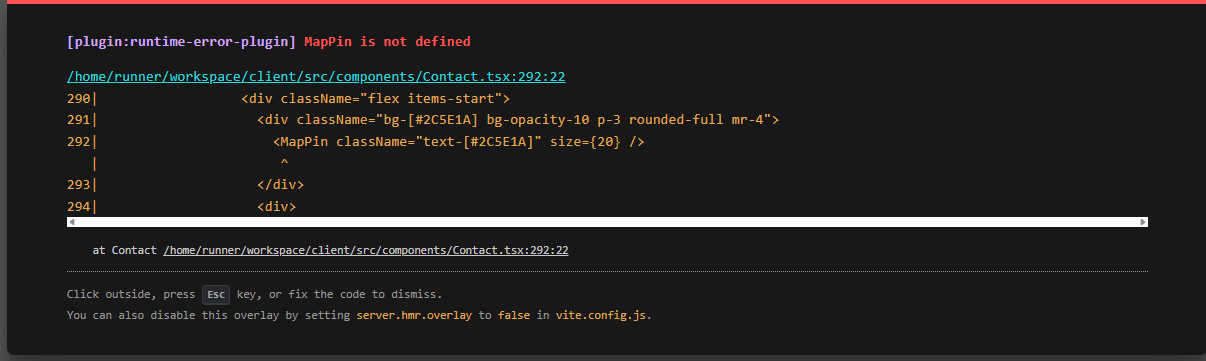 [plugin:runtime-error-plugin] MapPin is not defined
/home/runner/workspace/client/src/components/Contact.tsx:292:22
290|                  <div className="flex items-start">
291|                    <div className="bg-[#2C5E1A] bg-opacity-10 p-3 rounded-full mr-4">
292|                      <MapPin className="text-[#2C5E1A]" size={20} />
   |                       ^
293|                    </div>
294|                    <div>
at Contact /home/runner/workspace/client/src/components/Contact.tsx:292:22
Click outside, press Esc key, or fix the code to dismiss.
You can also disable this overlay by setting server.hmr.overlay to false in vite.config.js.